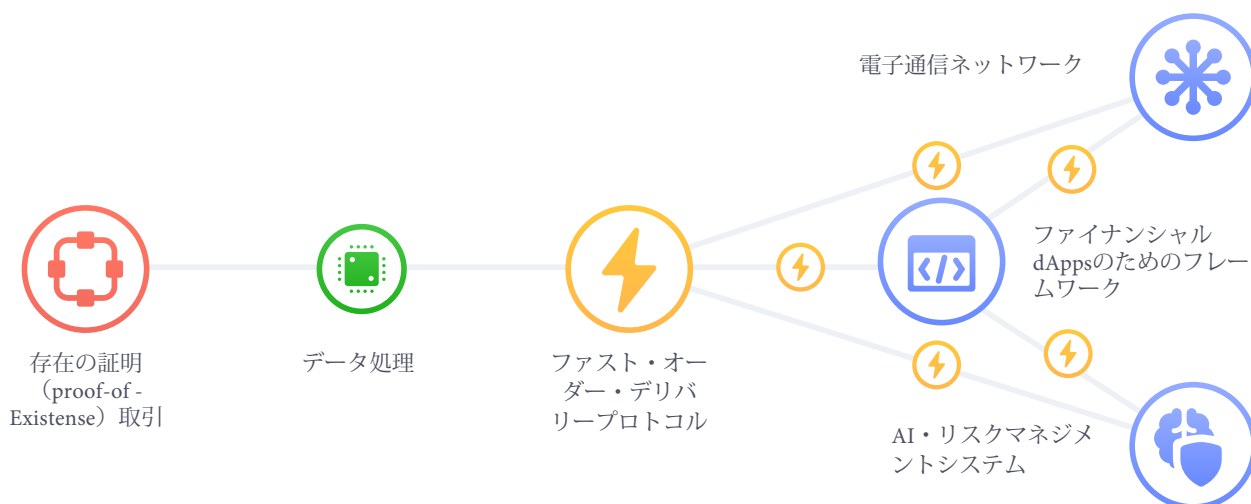 電子通信ネットワーク
ファイナンシャル
dAppsのためのフレー
ムワーク
存在の証明
（proof-of -
Existense）取引
データ処理
ファスト・オー
ダー・デリバ
リープロトコル
AI・リスクマネジメ
ントシステム